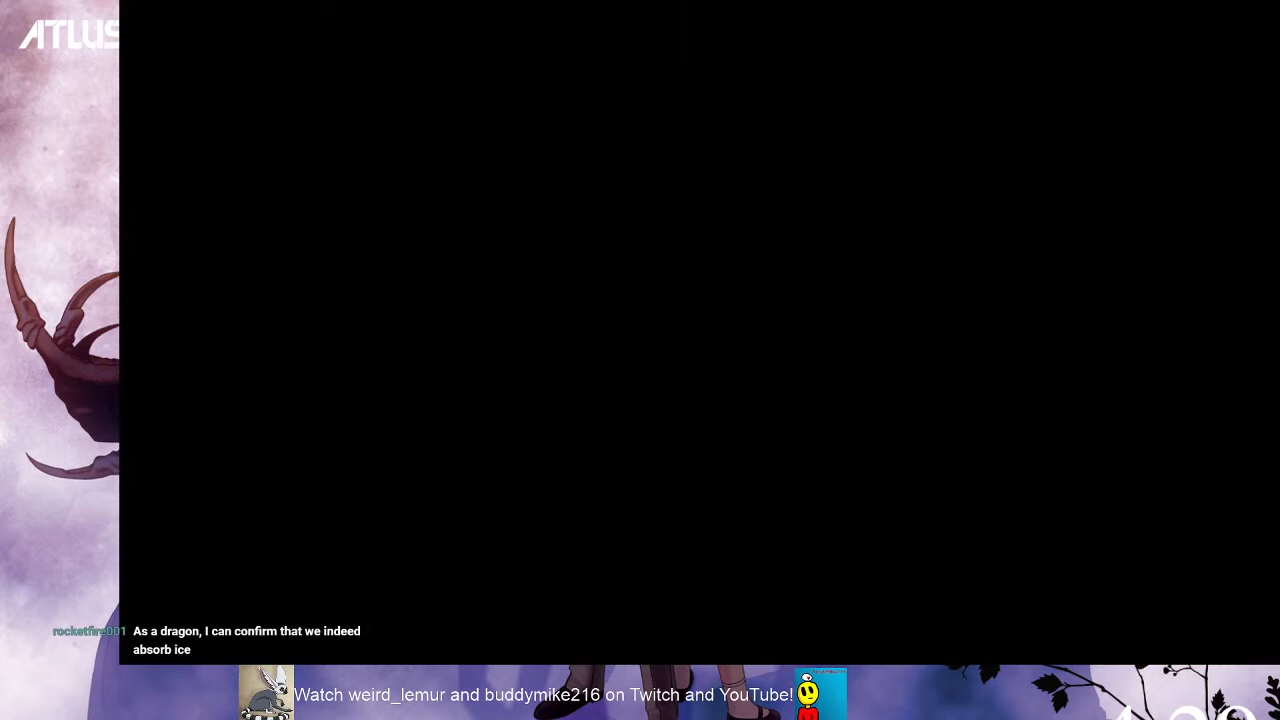 ATLUS
rocketfire001 As a dragon, I can confirm that we indeed
absorb ice
Watch weird_lemur and buddymike216 on Twitch and YouTube!